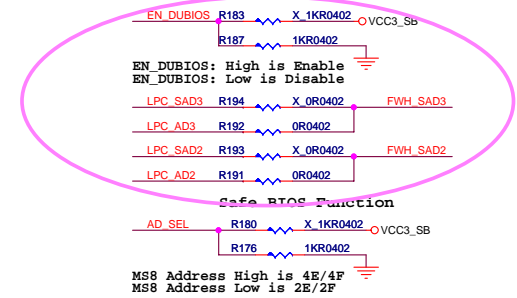 EN_DUBIOS R183 X_1KR0402 VCC3_SB
R187 1KR0402
EN_DUBIOS: High is Enable
EN_DUBIOS: Low is Disable
LPC_SAD3 R194 X_0R0402 FWH_SAD3
LPC_AD3 R192 0R0402
LPC_SAD2 R193 X_0R0402 FWH_SAD2
LPC_AD2 R191 0R0402
Safe BIOS Function
AD_SEL R180 X_1KR0402 VCC3_SB
R176 1KR0402
MS8 Address High is 4E/4F
MS8 Address Low is 2E/2F